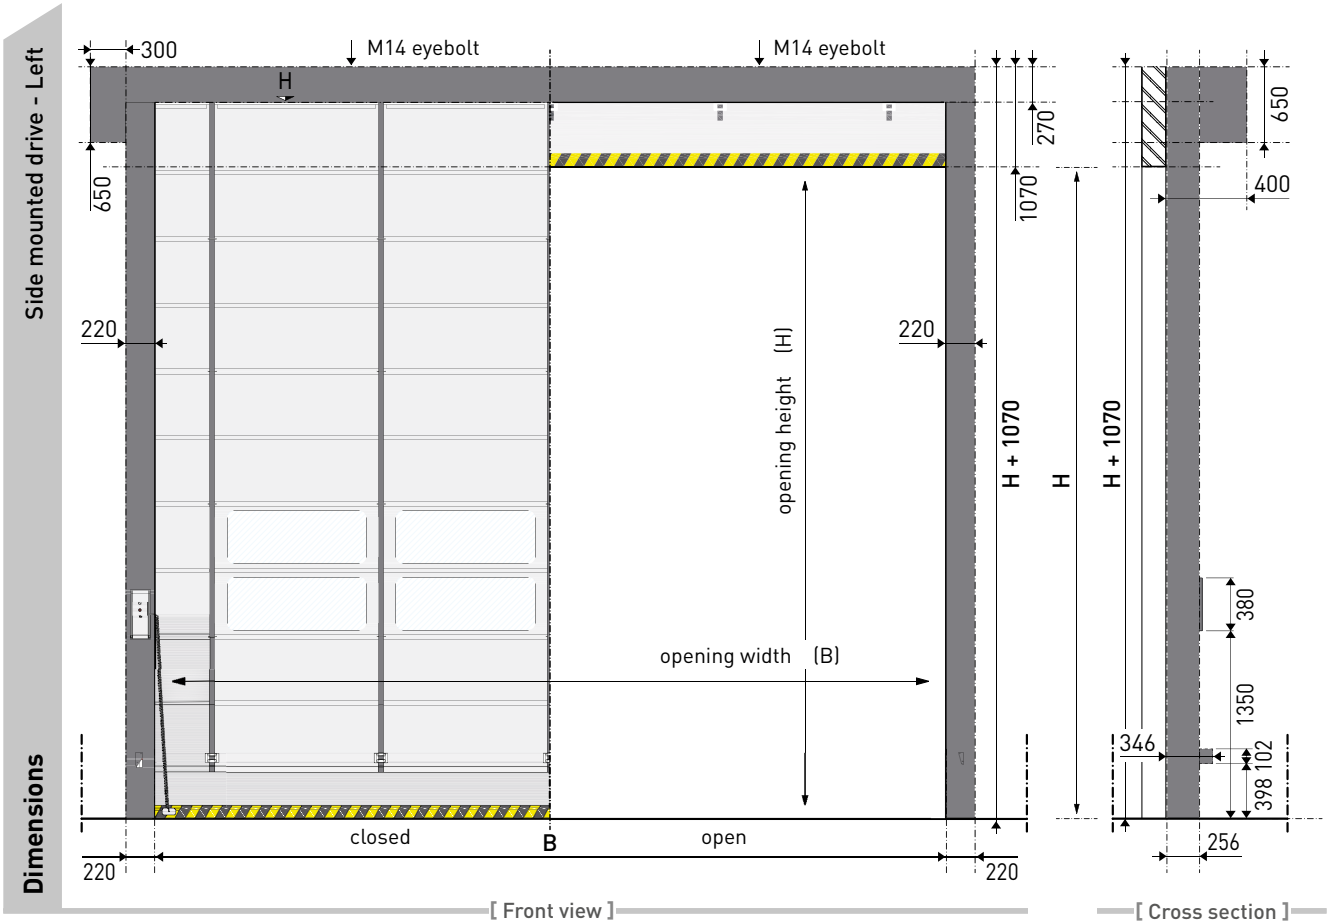 Side mounted drive - Left
Dimensions
300
M14 eyebolt
M14 eyebolt
H
650
270
1070
220
220
opening height (H)
H + 1070
H
opening width (B)
closed
B
open
220
220
[ Front view ]
H + 1070
650
400
380
1350
346
102
398
256
[ Cross section ]